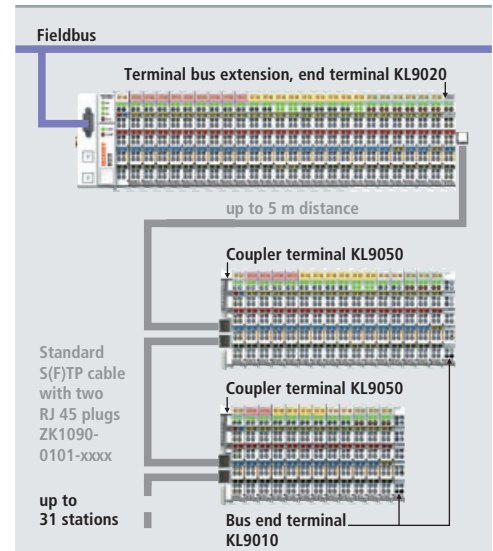 Fieldbus
Terminal bus extension, end terminal KL9020
up to 5 m distance
Coupler terminal KL9050
Standard
S(F)TP cable
with two
RJ 45 plugs
ZK1090-
0101-xxxx
Coupler terminal KL9050
up to
31 stations
Bus end terminal
KL9010